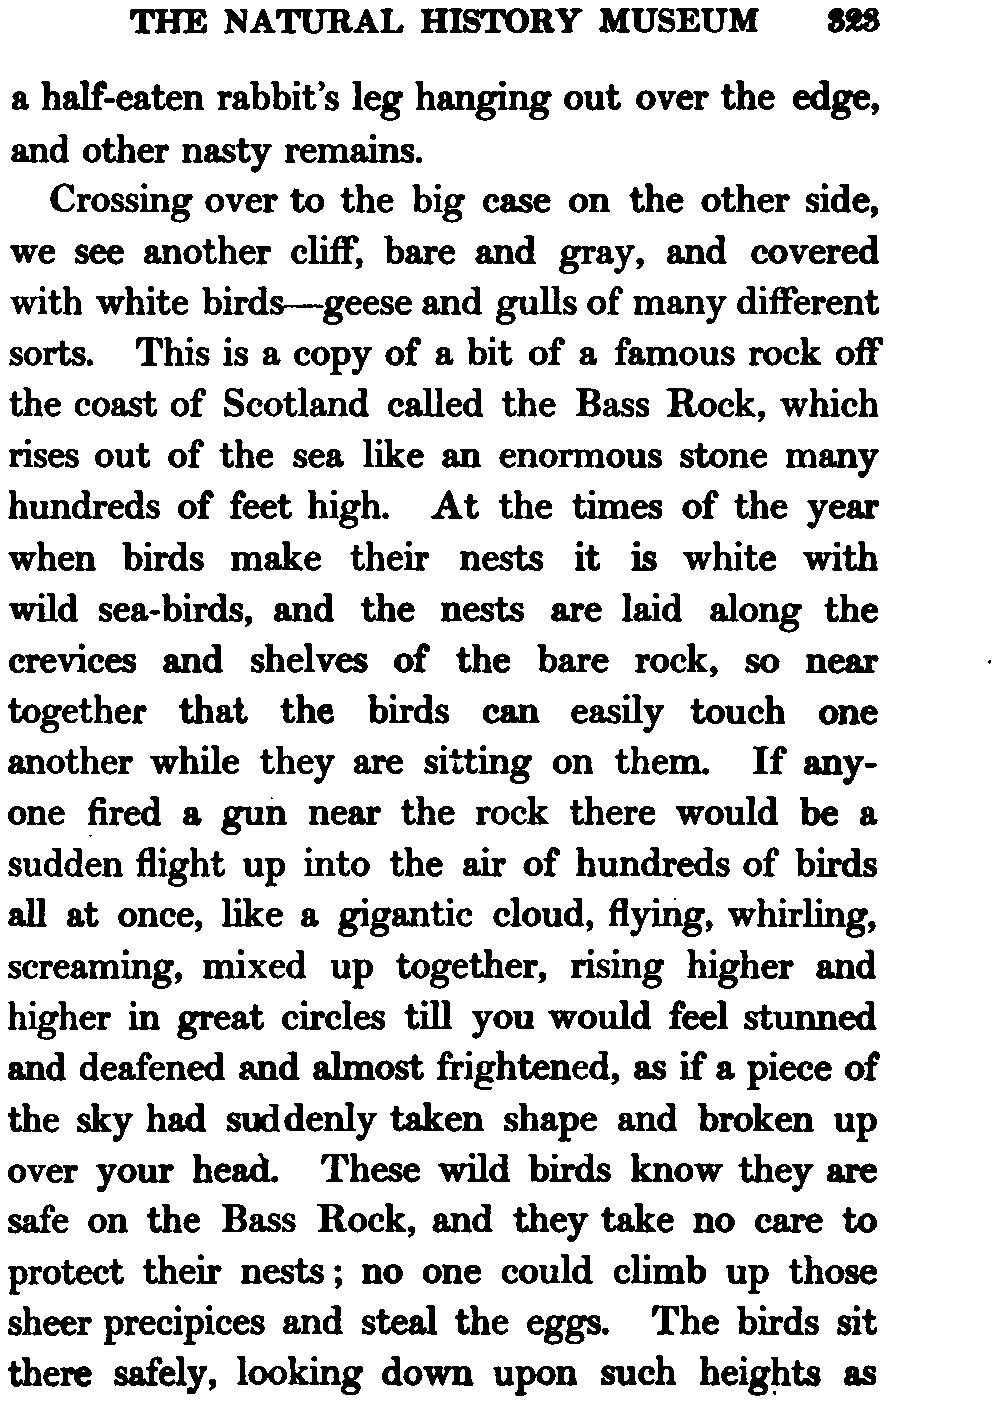 THE NATURAL HISTORY MUSEUM 323
a half-eaten rabbit's leg hanging out over the edge,
and other nasty remains.
Crossing over to the big case on the other side,
we see another cliff, bare and gray, and covered
with white birds—geese and gulls of many different
sorts. This is a copy of a bit of a famous rock off
the coast of Scotland called the Bass Rock, which
rises out of the sea like an enormous stone many
hundreds of feet high. At the times of the year
when birds make their nests it is white with
wild sea-birds, and the nests are laid along the
crevices and shelves of the bare rock, so near
together that the birds can easily touch one
another while they are sitting on them. If any-
one fired a gun near the rock there would be a
sudden flight up into the air of hundreds of birds
all at once, like a gigantic cloud, flying, whirling,
screaming, mixed up together, rising higher and
higher in great circles till you would feel stunned
and deafened and almost frightened, as if a piece of
the sky had suddenly taken shape and broken up
over your head. These wild birds know they are
safe on the Bass Rock, and they take no care to
protect their nests; no one could climb up those
sheer precipices and steal the eggs. The birds sit
there safely, looking down upon such heights as